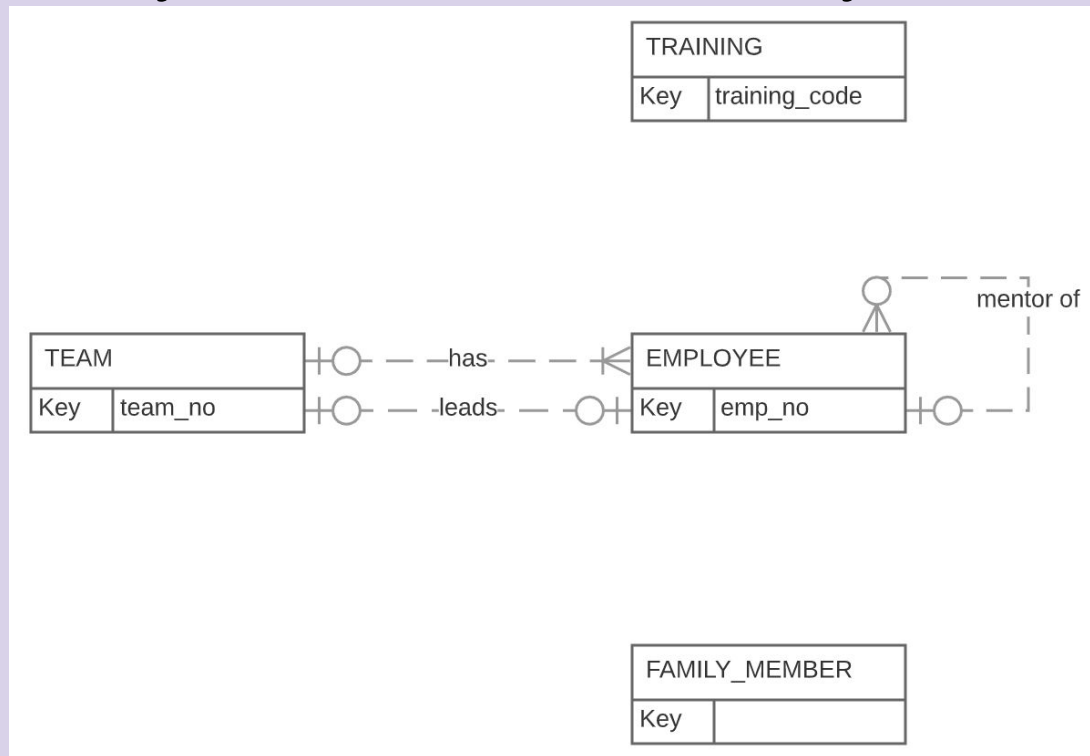 TRAINING
Key training_code
mentor of
TEAM
has
EMPLOYEE
Key team_no
leads
Key emp_no
FAMILY_MEMBER
Key